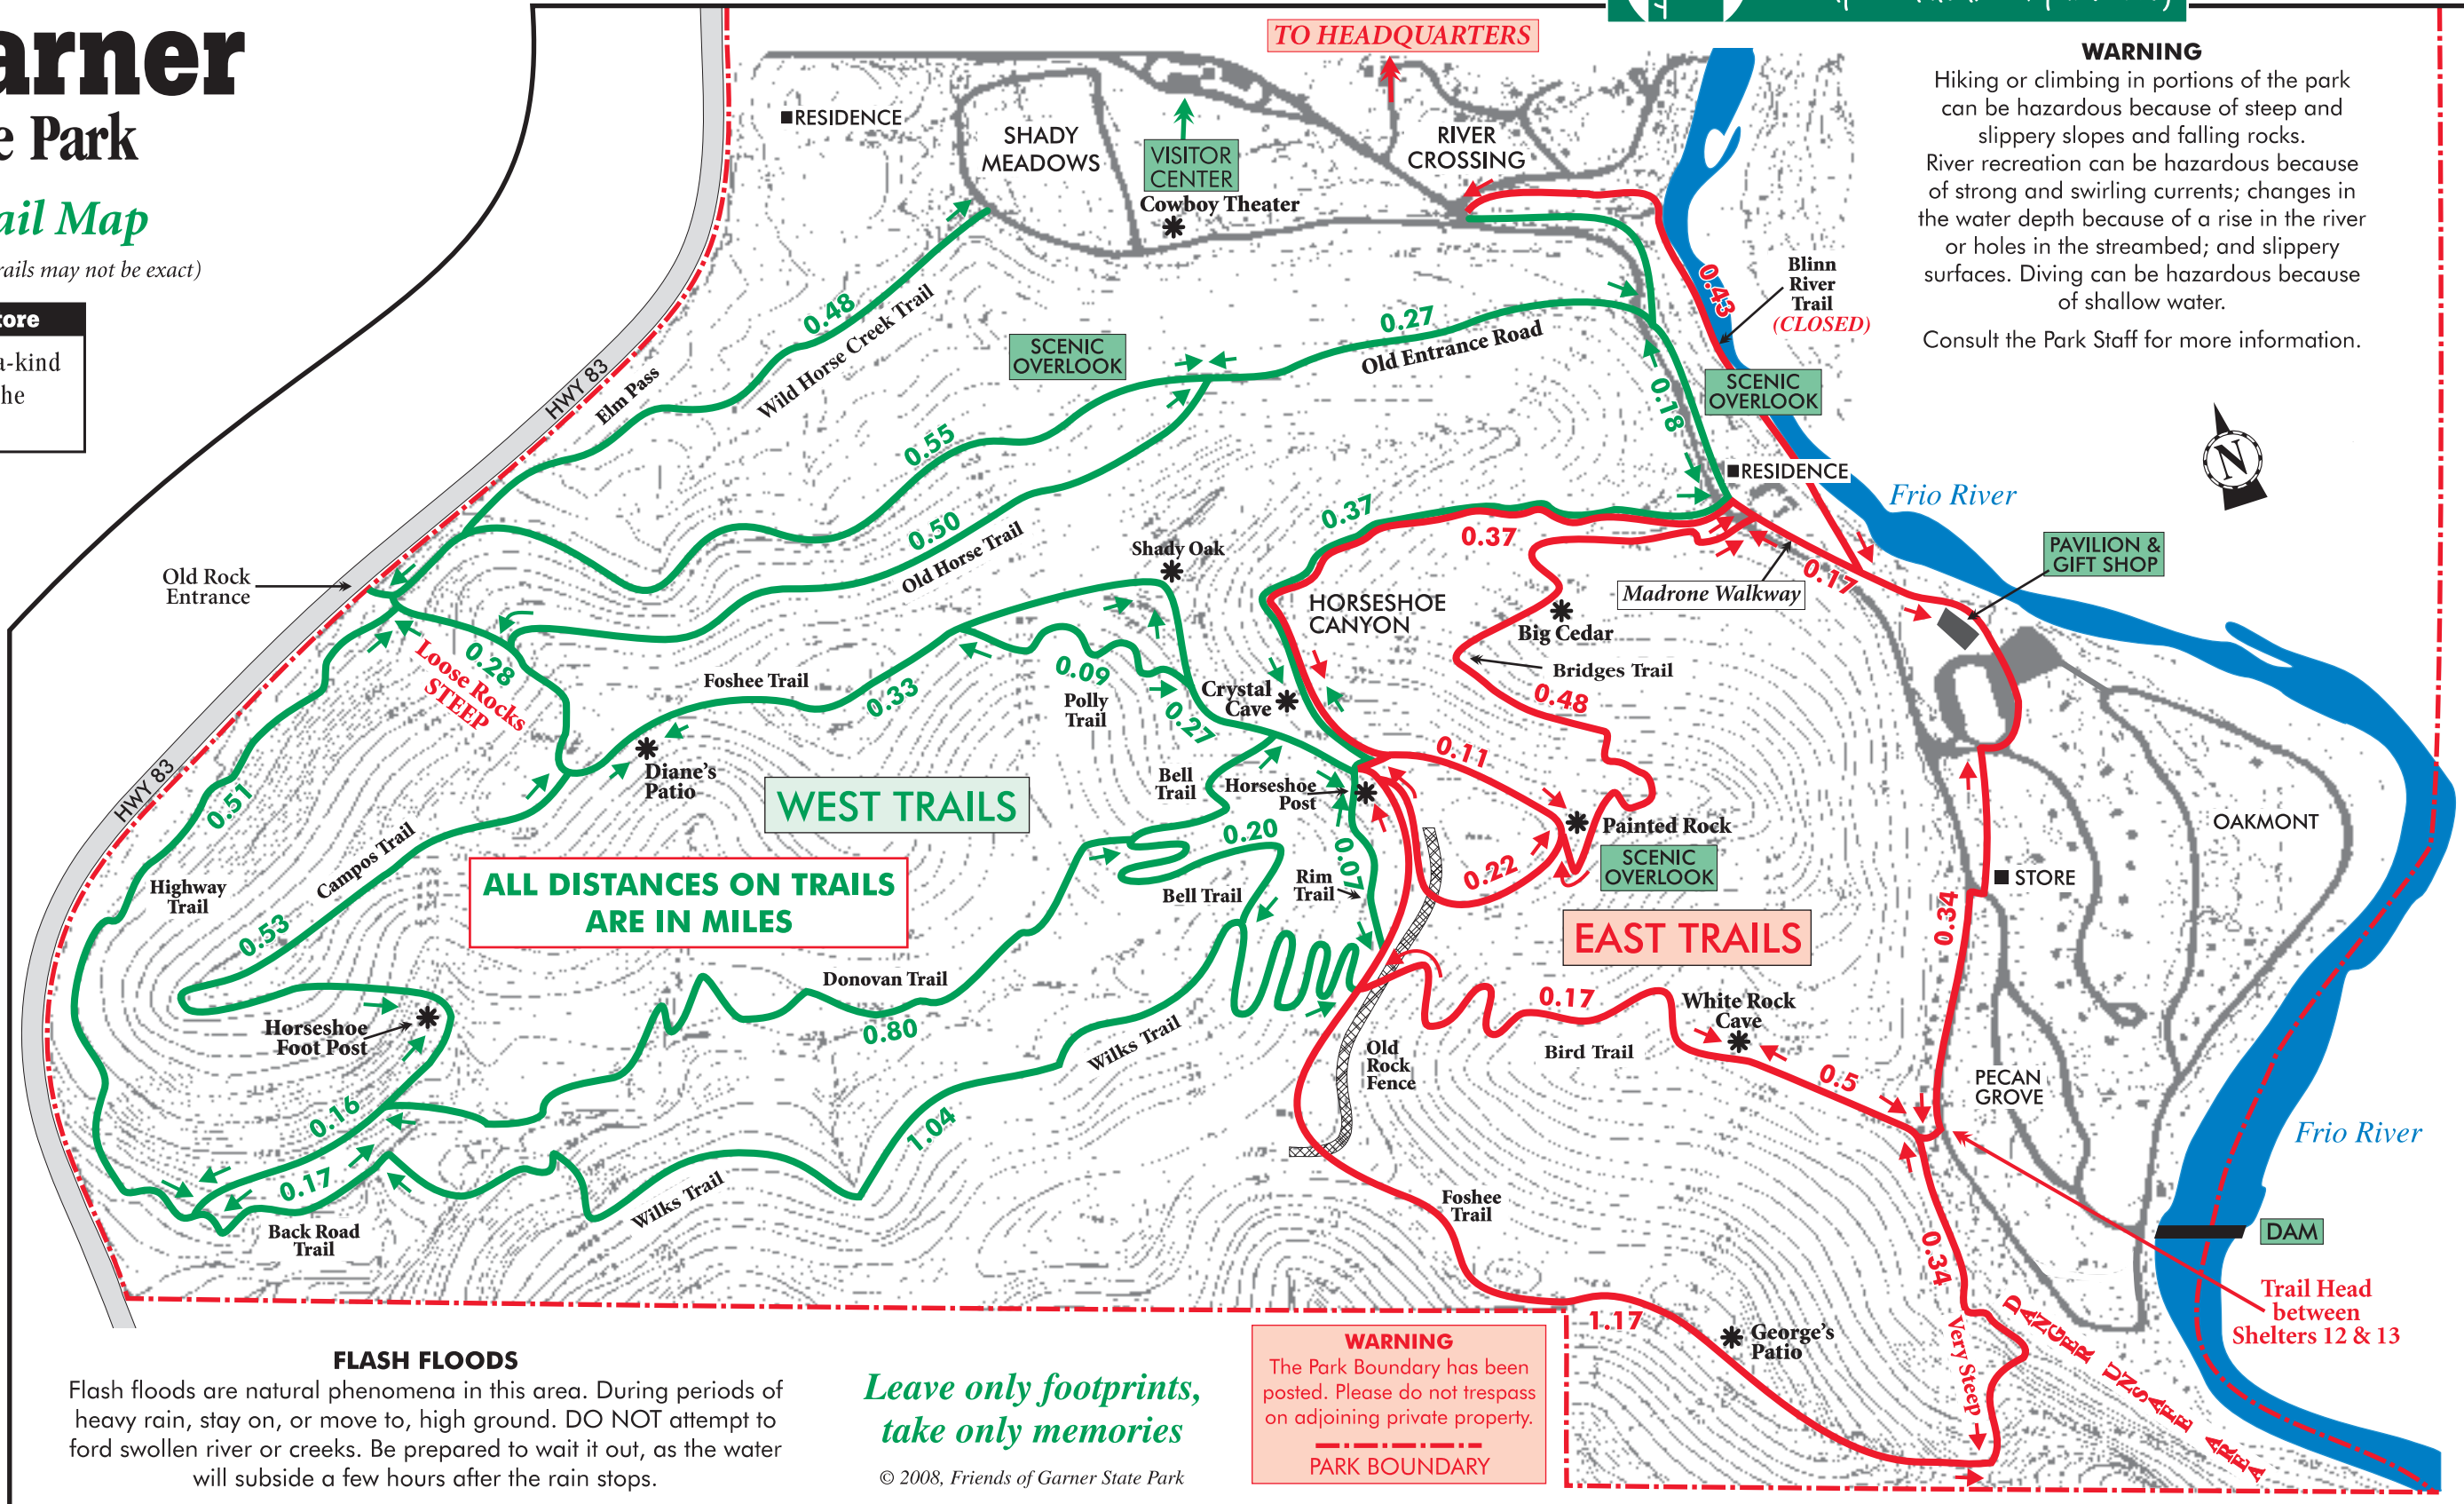 arner
e Park
ail Map
rails may not be exact)
tore
a-kind
he
TO HEADQUARTERS
WARNING
Hiking or climbing in portions of the park
can be hazardous because of steep and
slippery slopes and falling rocks.
River recreation can be hazardous because
of strong and swirling currents; changes in
the water depth because of a rise in the river
or holes in the streambed; and slippery
surfaces. Diving can be hazardous because
of shallow water.
Consult the Park Staff for more information.
RESIDENCE
SHADY
MEADOWS
VISITOR
CENTER
Cowboy Theater
RIVER
CROSSING
Blinn
River
Trail
(CLOSED)
0.43
0.48
Wild Horse Creek Trail
Elm Pass
HWY 83
SCENIC
OVERLOOK
0.27
Old Entrance Road
0.18
SCENIC
OVERLOOK
RESIDENCE
Frio River
N
0.55
0.50
Old Horse Trail
0.37
0.37
Shady Oak
Old Rock
Entrance
PAVILION &
GIFT SHOP
Madrone Walkway
0.17
HORSESHOE
CANYON
Big Cedar
Bridges Trail
0.48
Loose Rocks
STEEP
0.28
Foshee Trail
0.33
0.09
Polly
Trail
0.27
Crystal
Cave
0.11
Diane's
Patio
WEST TRAILS
Bell
Trail
Horseshoe
Post
HWY 83
0.51
Painted Rock
SCENIC
OVERLOOK
OAKMONT
0.20
0.07
0.22
Campos Trail
ALL DISTANCES ON TRAILS
ARE IN MILES
Highway
Trail
Bell Trail
Rim
Trail
STORE
0.34
0.53
EAST TRAILS
Donovan Trail
0.80
0.17
White Rock
Cave
Horseshoe
Foot Post
Wilks Trail
Old
Rock
Fence
Bird Trail
0.5
PECAN
GROVE
0.16
1.04
Frio River
0.17
Wilks Trail
Back Road
Trail
Foshee
Trail
0.34
DAM
Trail Head
between
Shelters 12 & 13
1.17
George's
Patio
Very Steep
DANGER UNSAFE AREA
FLASH FLOODS
Flash floods are natural phenomena in this area. During periods of
heavy rain, stay on, or move to, high ground. DO NOT attempt to
ford swollen river or creeks. Be prepared to wait it out, as the water
will subside a few hours after the rain stops.
Leave only footprints,
take only memories
© 2008, Friends of Garner State Park
WARNING
The Park Boundary has been
posted. Please do not trespass
on adjoining private property.
PARK BOUNDARY